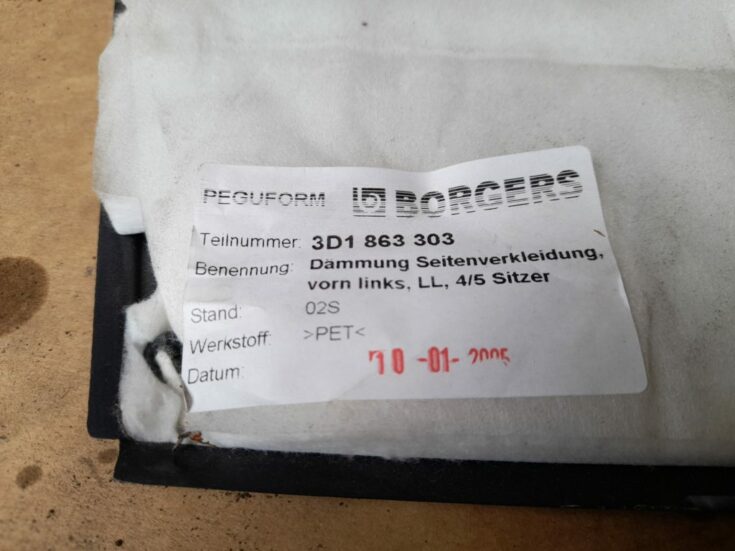 PEGUFORM BORGERS
Teilnummer: 3D1 863 303
Benennung: Dämmung Seitenverkleidung,
vorn links, LL, 4/5 Sitzer
Stand: 02S
Werkstoff: >PET<
Datum: 10 -01- 2005